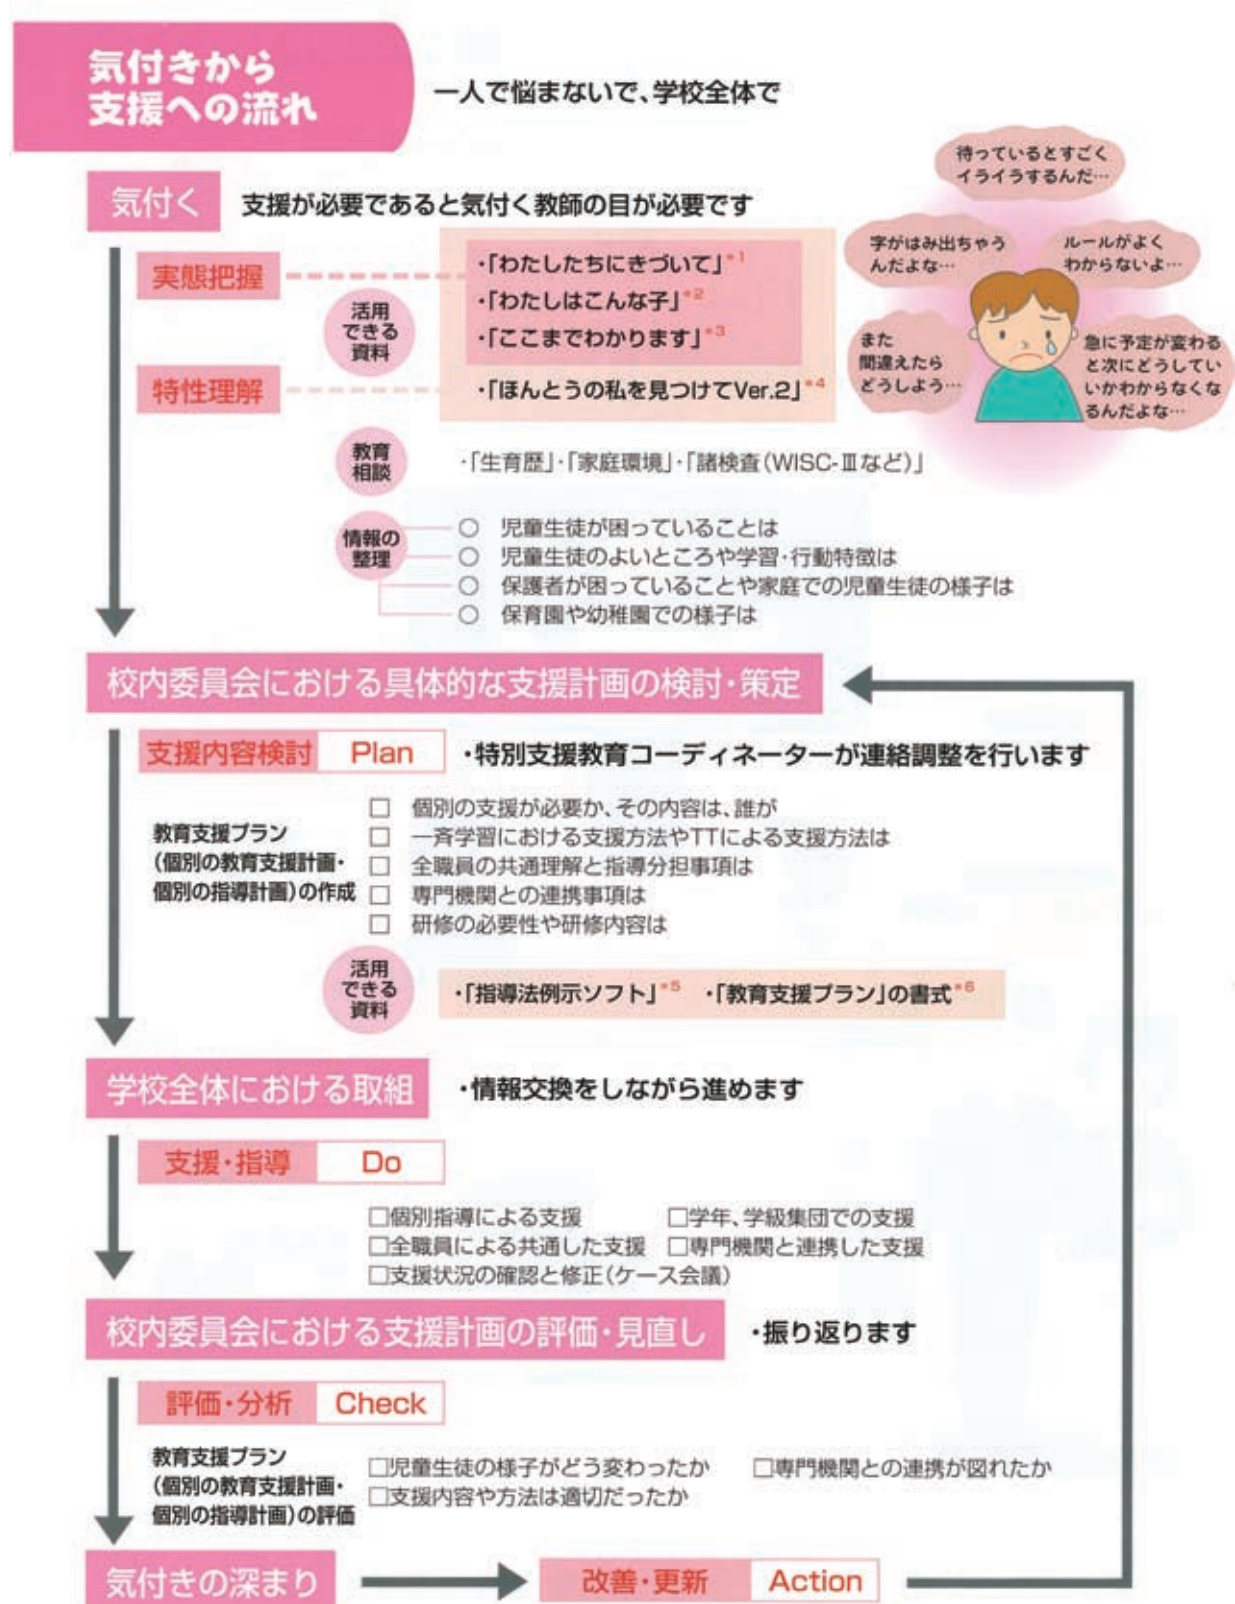 気付きから
支援への流れ
一人で悩まないで、学校全体で
待っているとすごく
イライラするんだ…
気付く
支援が必要であると気付く教師の目が必要です
字がはみ出ちゃう
んだよな…
ルールがよく
わからないよ…
実態把握
・「わたしたちにきづいて」*1
・「わたしはこんな子」*2
・「ここまでわかります」*3
活用
できる
資料
特性理解
・「ほんとうの私を見つけてVer.2」*4
また
間違えたら
どうしよう…
急に予定が変わる
と次にどうしてい
いかわからなくな
るんだよな…
教育
相談
・「生育歴」・「家庭環境」・「諸検査(WISC-Ⅲなど)」
情報の
整理
○ 児童生徒が困っていることは
○ 児童生徒のよいところや学習・行動特徴は
○ 保護者が困っていることや家庭での児童生徒の様子は
○ 保育園や幼稚園での様子は
校内委員会における具体的な支援計画の検討・策定
支援内容検討 Plan
・特別支援教育コーディネーターが連絡調整を行います
教育支援プラン
(個別の教育支援計画・
個別の指導計画)の作成
□ 個別の支援が必要か、その内容は、誰が
□ 一斉学習における支援方法やTTによる支援方法は
□ 全職員の共通理解と指導分担事項は
□ 専門機関との連携事項は
□ 研修の必要性や研修内容は
活用
できる
資料
・「指導法例示ソフト」*5 ・「教育支援プラン」の書式*6
学校全体における取組
・情報交換をしながら進めます
支援・指導 Do
□個別指導による支援 □学年、学級集団での支援
□全職員による共通した支援 □専門機関と連携した支援
□支援状況の確認と修正(ケース会議)
校内委員会における支援計画の評価・見直し
・振り返ります
評価・分析 Check
教育支援プラン
(個別の教育支援計画・
個別の指導計画)の評価
□児童生徒の様子がどう変わったか □専門機関との連携が図れたか
□支援内容や方法は適切だったか
気付きの深まり
改善・更新 Action